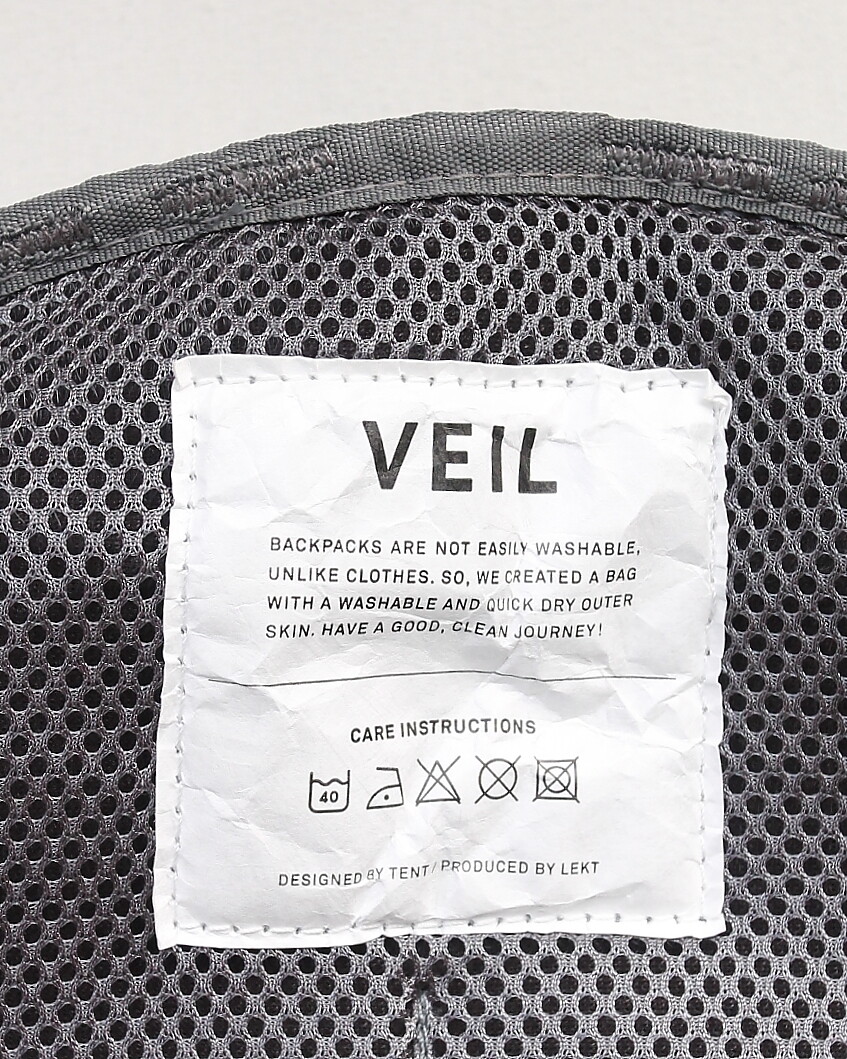 VEIL
BACKPACKS ARE NOT EASILY WASHABLE,
UNLIKE CLOTHES. SO, WE CREATED A BAG
WITH A WASHABLE AND QUICK DRY OUTER
SKIN. HAVE A GOOD, CLEAN JOURNEY!
CARE INSTRUCTIONS
40
DESIGNED BY TENT / PRODUCED BY LEKT